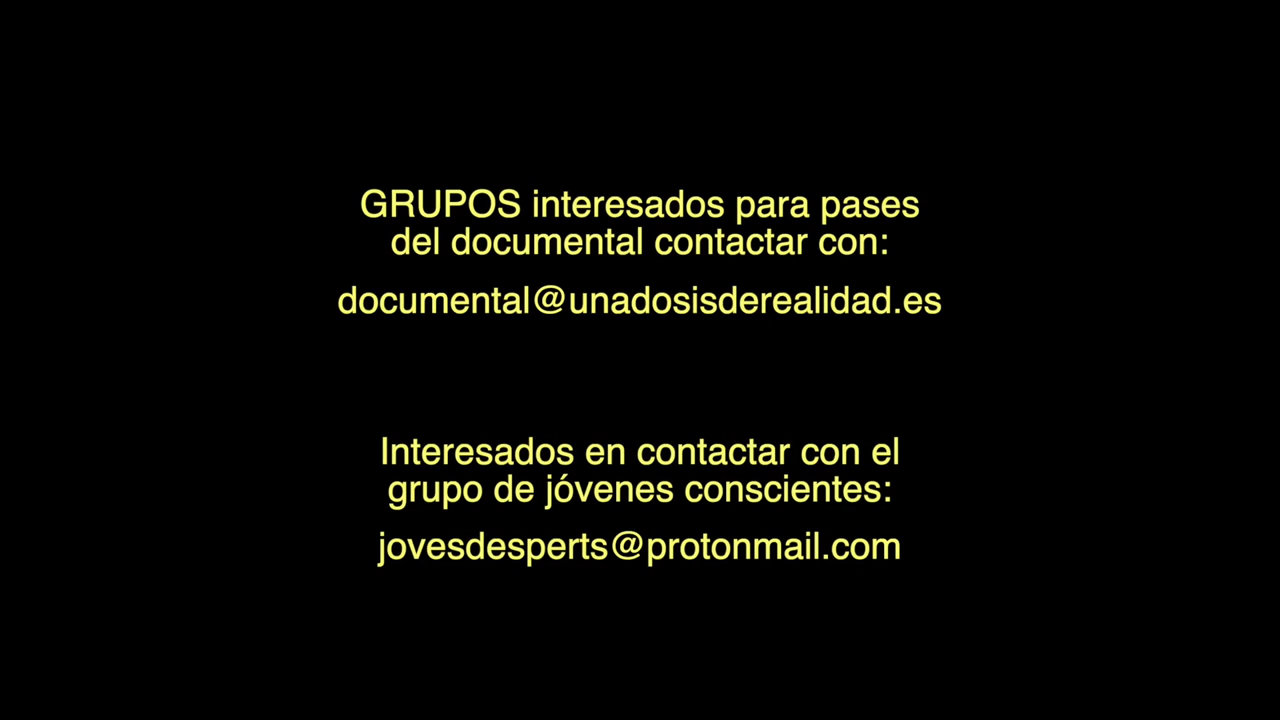 GRUPOS interesados para pases
del documental contactar con:
documental@unadosisderealidad.es
Interesados en contactar con el
grupo de jóvenes conscientes:
jovesdesperts@protonmail.com